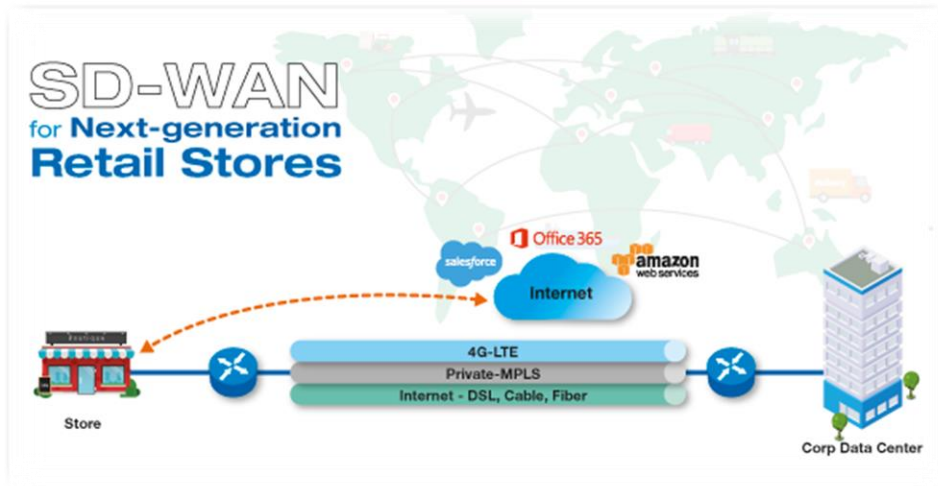 SD-WAN
for Next-generation
Retail Stores
Office 365
salesforce
amazon
web services
Internet
Boutique
4G-LTE
Private-MPLS
Internet - DSL, Cable, Fiber
Store
Corp Data Center